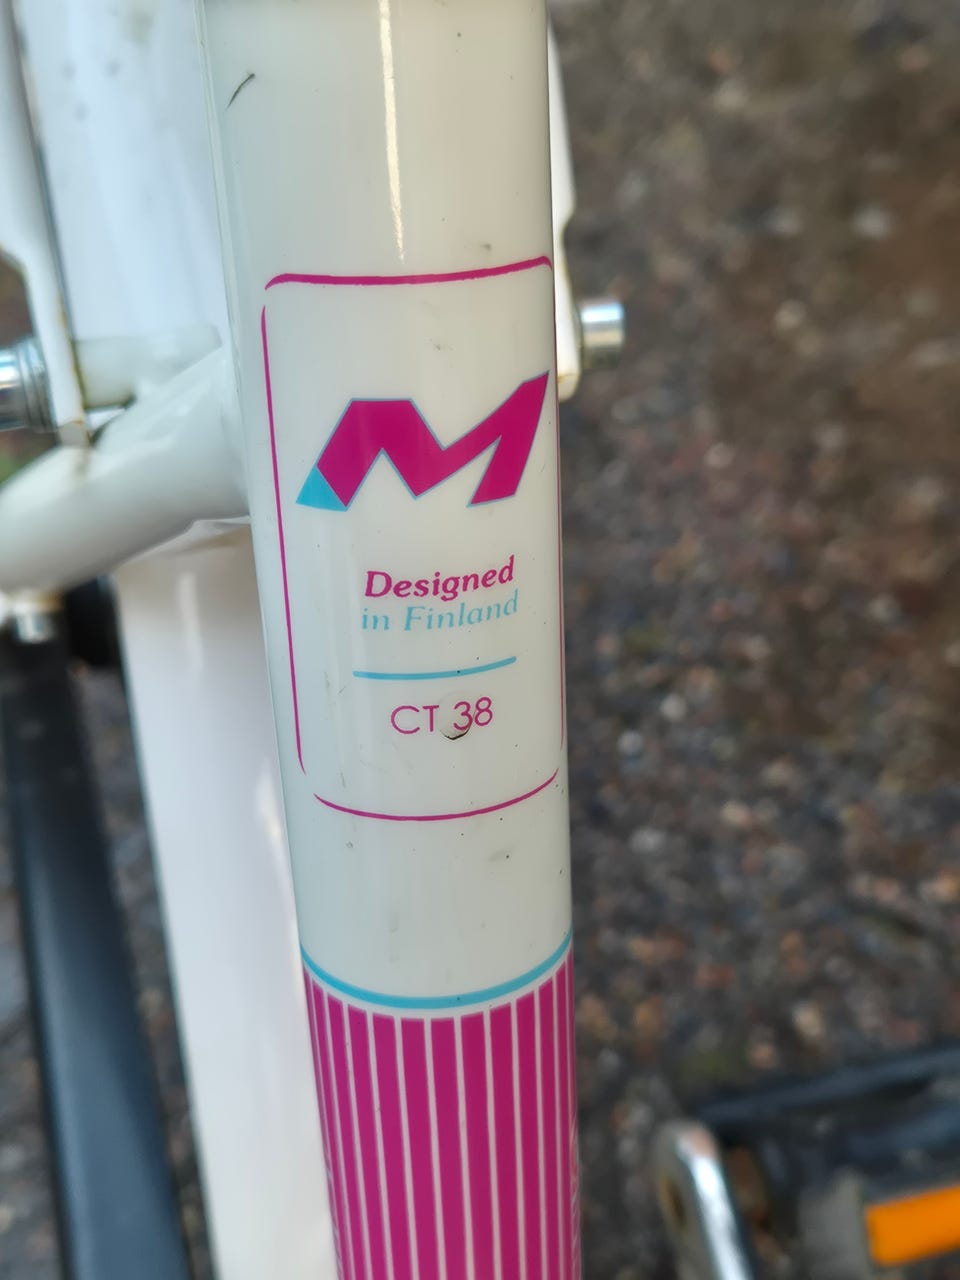 M
Designed
in Finland
CT 38